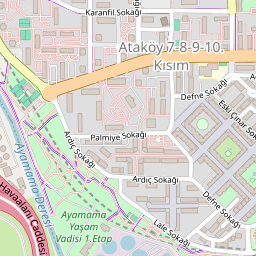 Karanfil Sokağı
Ataköy 7-8-9-10.
Kısım
Defne Sokağı
Eski Çınar Sokağı
Ardıç Sokağı
Palmiye Sokağı
Ayamama Deresi
Ardıç Sokağı
Havaalanı Caddesi
Ayamama
Yaşam
Vadisi 1.Etap
Defne Sokağı
Lale Sokağı